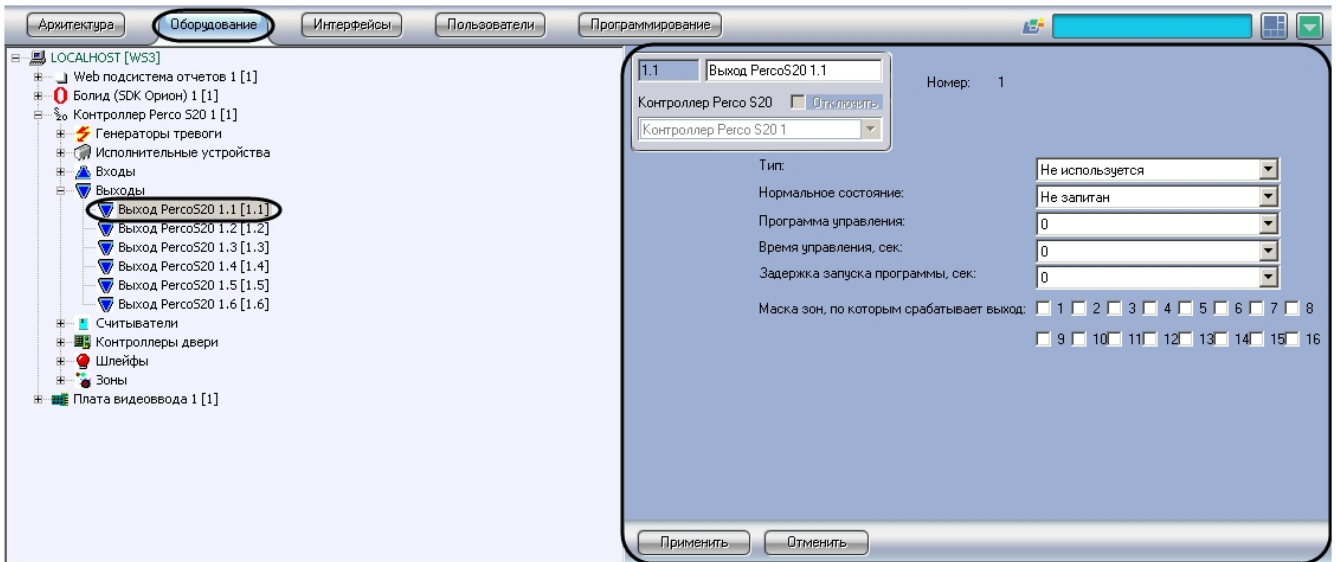 Архитектура Оборудование Интерфейсы Пользователи Программирование
LOCALHOST [WS3]
Web подсистема отчетов 1 [1]
Болид (SDK Орион) 1 [1]
Контроллер Perco S20 1 [1]
Генераторы тревоги
Исполнительные устройства
Входы
Выходы
Выход PercoS20 1.1 [1.1]
Выход PercoS20 1.2 [1.2]
Выход PercoS20 1.3 [1.3]
Выход PercoS20 1.4 [1.4]
Выход PercoS20 1.5 [1.5]
Выход PercoS20 1.6 [1.6]
Считыватели
Контроллеры двери
Шлейфы
Зоны
Плата видеоввода 1 [1]
1.1 Выход PercoS20 1.1
Номер: 1
Контроллер Perco S20 Отключить
Контроллер Perco S20 1
Тип: Не используется
Нормальное состояние: Не запитан
Программа управления: 0
Время управления, сек: 0
Задержка запуска программы, сек: 0
Маска зон, по которым срабатывает выход: 1 2 3 4 5 6 7 8
9 10 11 12 13 14 15 16
Применить Отменить